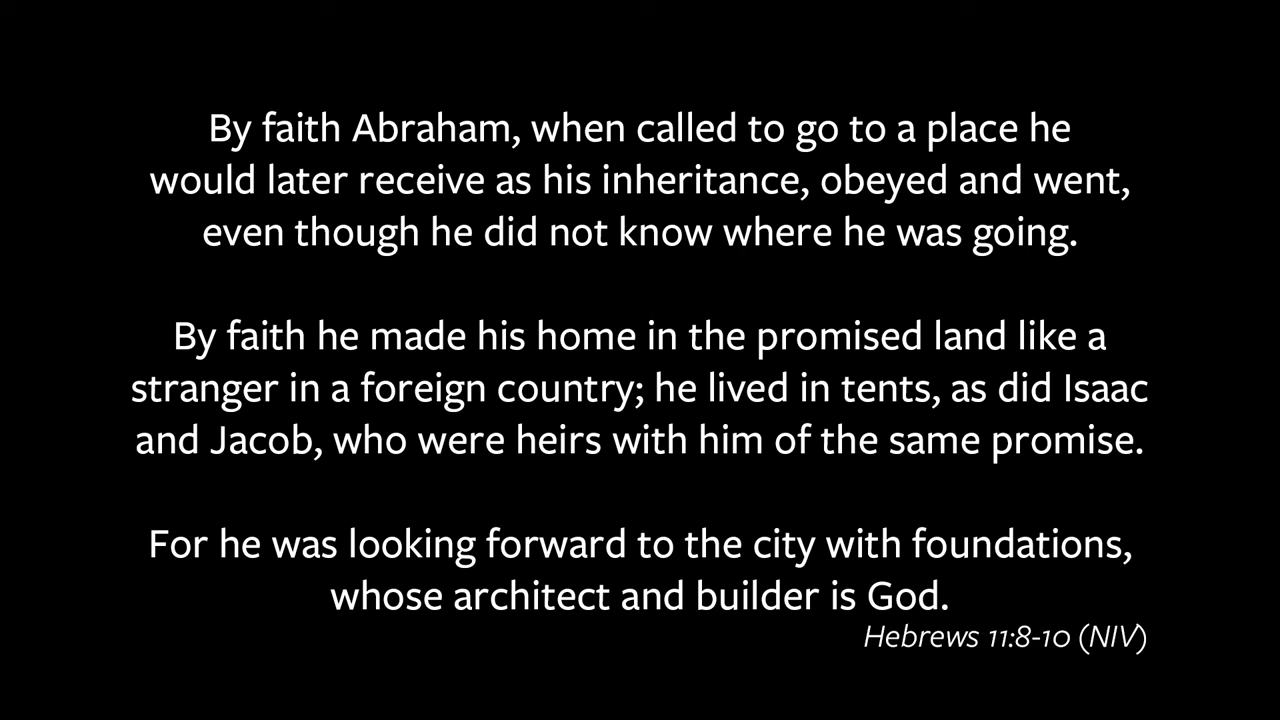 By faith Abraham, when called to go to a place he
would later receive as his inheritance, obeyed and went,
even though he did not know where he was going.
By faith he made his home in the promised land like a
stranger in a foreign country; he lived in tents, as did Isaac
and Jacob, who were heirs with him of the same promise.
For he was looking forward to the city with foundations,
whose architect and builder is God.
Hebrews 11:8-10 (NIV)